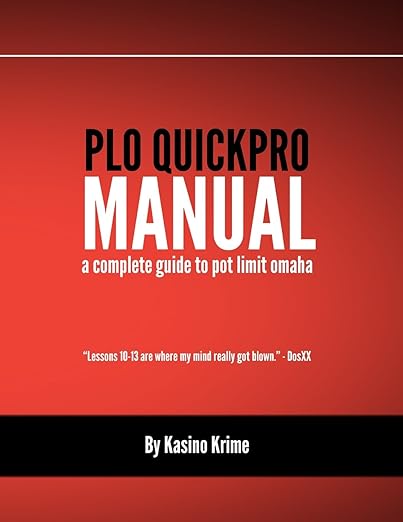 PLO QUICKPRO
MANUAL
a complete guide to pot limit omaha
“Lessons 10-13 are where my mind really got blown.” - DosXX
By Kasino Krime